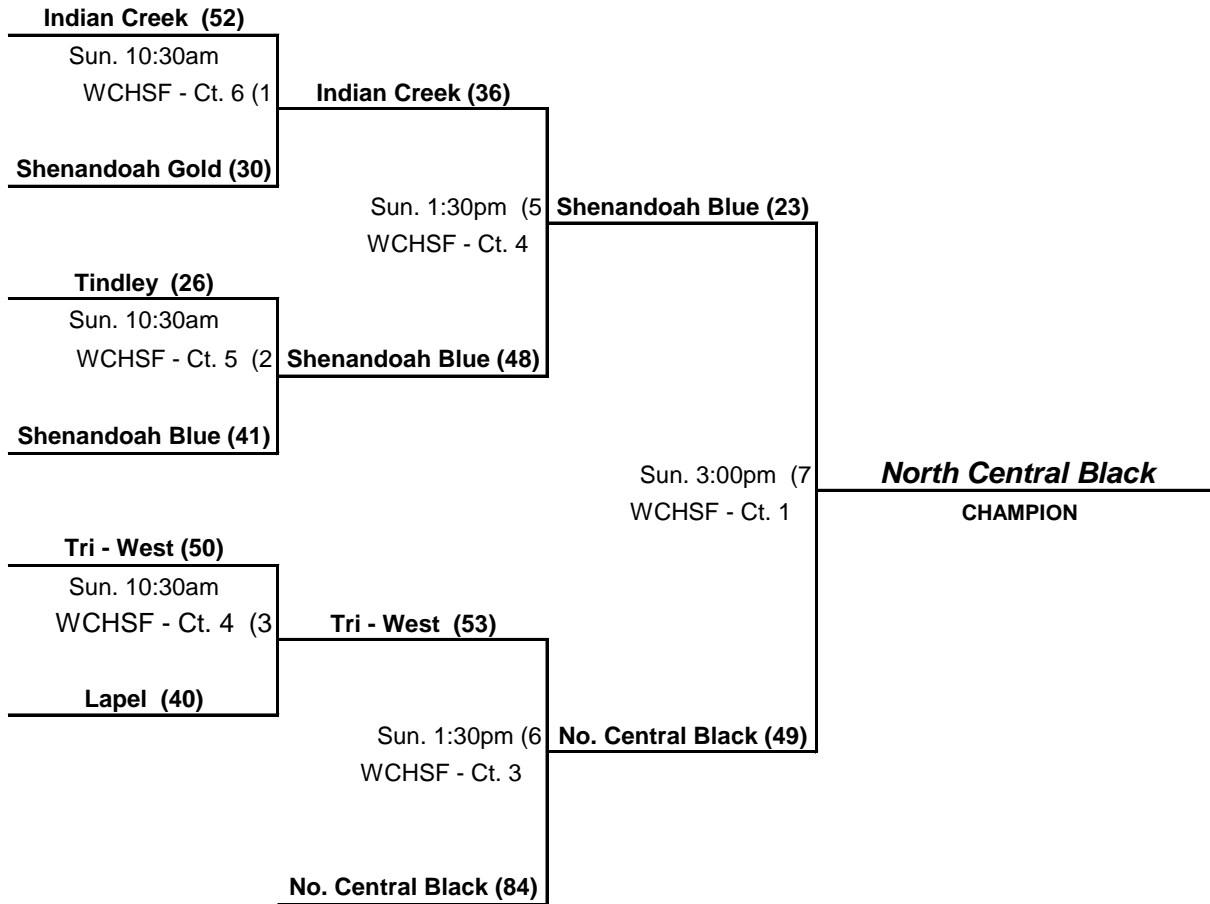 Indian Creek (52)
Sun. 10:30am
WCHSF - Ct. 6 (1
Indian Creek (36)
Shenandoah Gold (30)
Sun. 1:30pm (5
Shenandoah Blue (23)
WCHSF - Ct. 4
Tindley (26)
Sun. 10:30am
WCHSF - Ct. 5 (2
Shenandoah Blue (48)
Shenandoah Blue (41)
Sun. 3:00pm (7
North Central Black
WCHSF - Ct. 1
CHAMPION
Tri - West (50)
Sun. 10:30am
WCHSF - Ct. 4 (3
Tri - West (53)
Lapel (40)
Sun. 1:30pm (6
No. Central Black (49)
WCHSF - Ct. 3
No. Central Black (84)